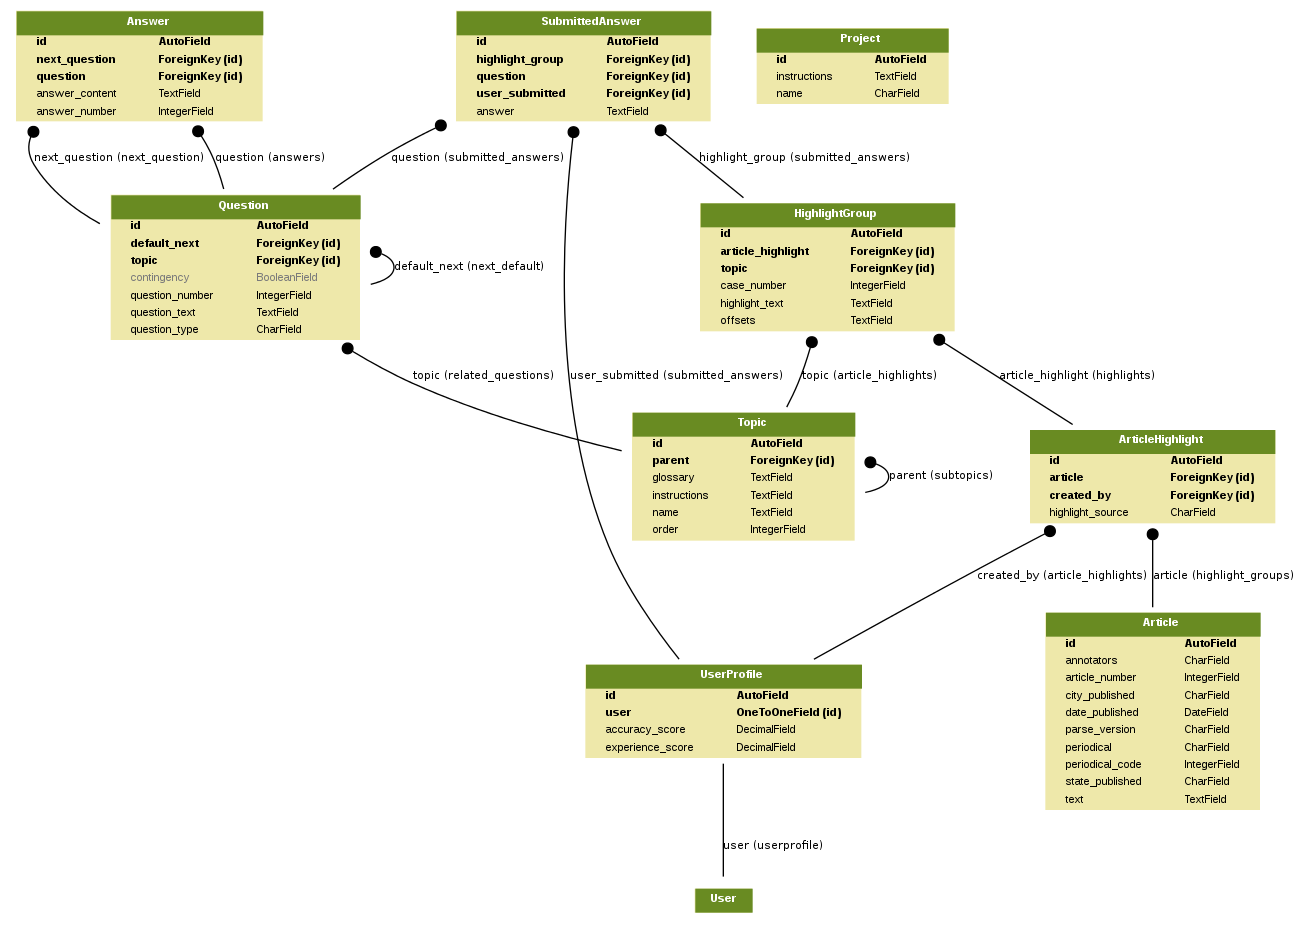 Answer
id AutoField
next_question ForeignKey (id)
question ForeignKey (id)
answer_content TextField
answer_number IntegerField
SubmittedAnswer
id AutoField
highlight_group ForeignKey (id)
question ForeignKey (id)
user_submitted ForeignKey (id)
answer TextField
Project
id AutoField
instructions TextField
name CharField
next_question (next_question)
question (answers)
question (submitted_answers)
highlight_group (submitted_answers)
Question
id AutoField
default_next ForeignKey (id)
topic ForeignKey (id)
contingency BooleanField
question_number IntegerField
question_text TextField
question_type CharField
default_next (next_default)
HighlightGroup
id AutoField
article_highlight ForeignKey (id)
topic ForeignKey (id)
case_number IntegerField
highlight_text TextField
offsets TextField
topic (related_questions)
user_submitted (submitted_answers)
topic (article_highlights)
article_highlight (highlights)
Topic
id AutoField
parent ForeignKey (id)
glossary TextField
instructions TextField
name TextField
order IntegerField
parent (subtopics)
ArticleHighlight
id AutoField
article ForeignKey (id)
created_by ForeignKey (id)
highlight_source CharField
created_by (article_highlights)
article (highlight_groups)
UserProfile
id AutoField
user OneToOneField (id)
accuracy_score DecimalField
experience_score DecimalField
Article
id AutoField
annotators CharField
article_number IntegerField
city_published CharField
date_published DateField
parse_version CharField
periodical CharField
periodical_code IntegerField
state_published CharField
text TextField
user (userprofile)
User